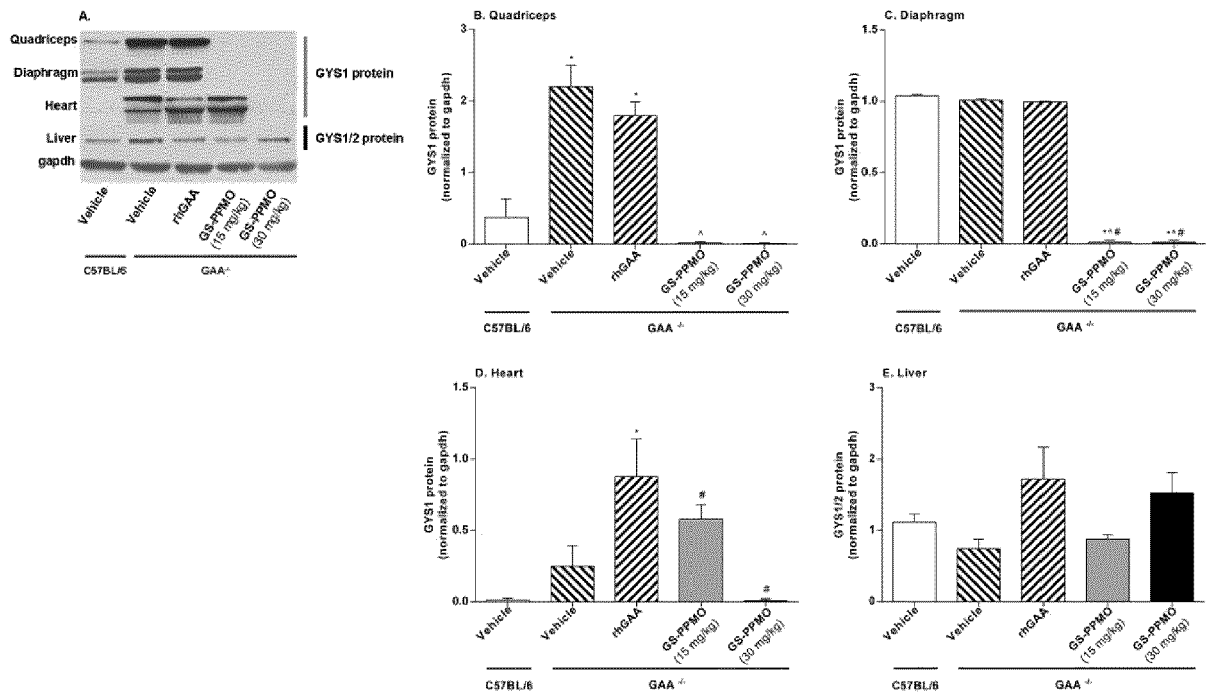 A.
Quadriceps
Diaphragm
Heart
Liver
gapdh
GYS1 protein
GYS1/2 protein
Vehicle
Vehicle
rhGAA
GS-PPMO
(15 mg/kg)
GS-PPMO
(30 mg/kg)
C57BL/6
GAA-/-
B. Quadriceps
GYS1 protein
(normalized to gapdh)
3
2
1
0
*
*
^
^
Vehicle
Vehicle
rhGAA
GS-PPMO
(15 mg/kg)
GS-PPMO
(30 mg/kg)
C57BL/6
GAA -/-
C. Diaphragm
GYS1 protein
(normalized to gapdh)
1.5
1.0
0.5
0.0
*^#
*^#
Vehicle
Vehicle
rhGAA
GS-PPMO
(15 mg/kg)
GS-PPMO
(30 mg/kg)
C57BL/6
GAA -/-
D. Heart
GYS1 protein
(normalized to gapdh)
1.5
1.0
0.5
0.0
*
#
#
Vehicle
Vehicle
rhGAA
GS-PPMO
(15 mg/kg)
GS-PPMO
(30 mg/kg)
C57BL/6
GAA -/-
E. Liver
GYS1/2 protein
(normalized to gapdh)
3
2
1
0
Vehicle
Vehicle
rhGAA
GS-PPMO
(15 mg/kg)
GS-PPMO
(30 mg/kg)
C57BL/6
GAA -/-